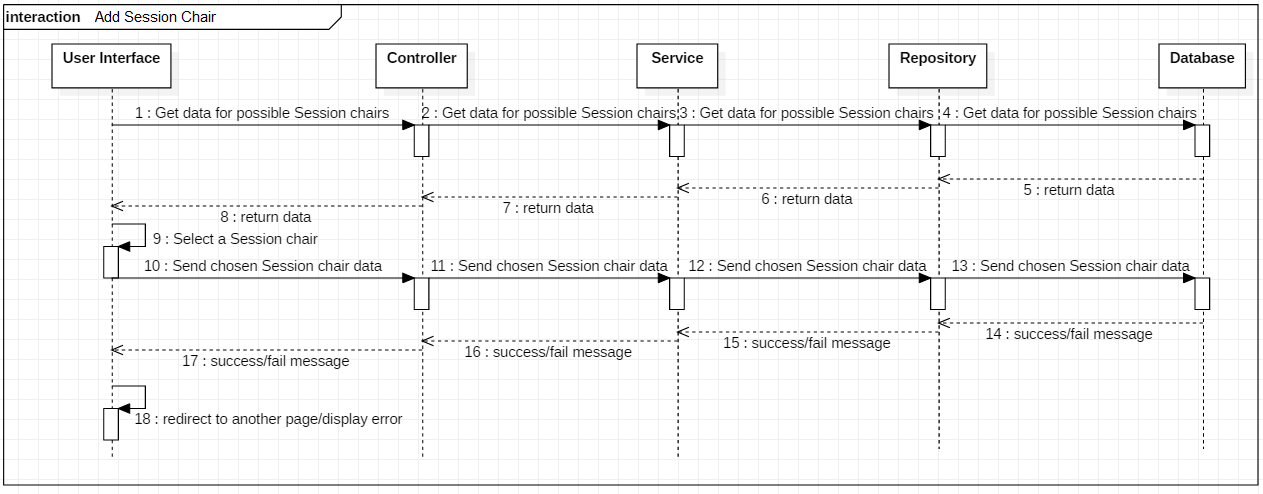 interaction Add Session Chair
User Interface Controller Service Repository Database
1 : Get data for possible Session chairs 2 : Get data for possible Session chairs 3 : Get data for possible Session chairs 4 : Get data for possible Session chairs
5 : return data
6 : return data
7 : return data
8 : return data
9 : Select a Session chair
10 : Send chosen Session chair data 11 : Send chosen Session chair data 12 : Send chosen Session chair data 13 : Send chosen Session chair data
14 : success/fail message
15 : success/fail message
16 : success/fail message
17 : success/fail message
18 : redirect to another page/display error